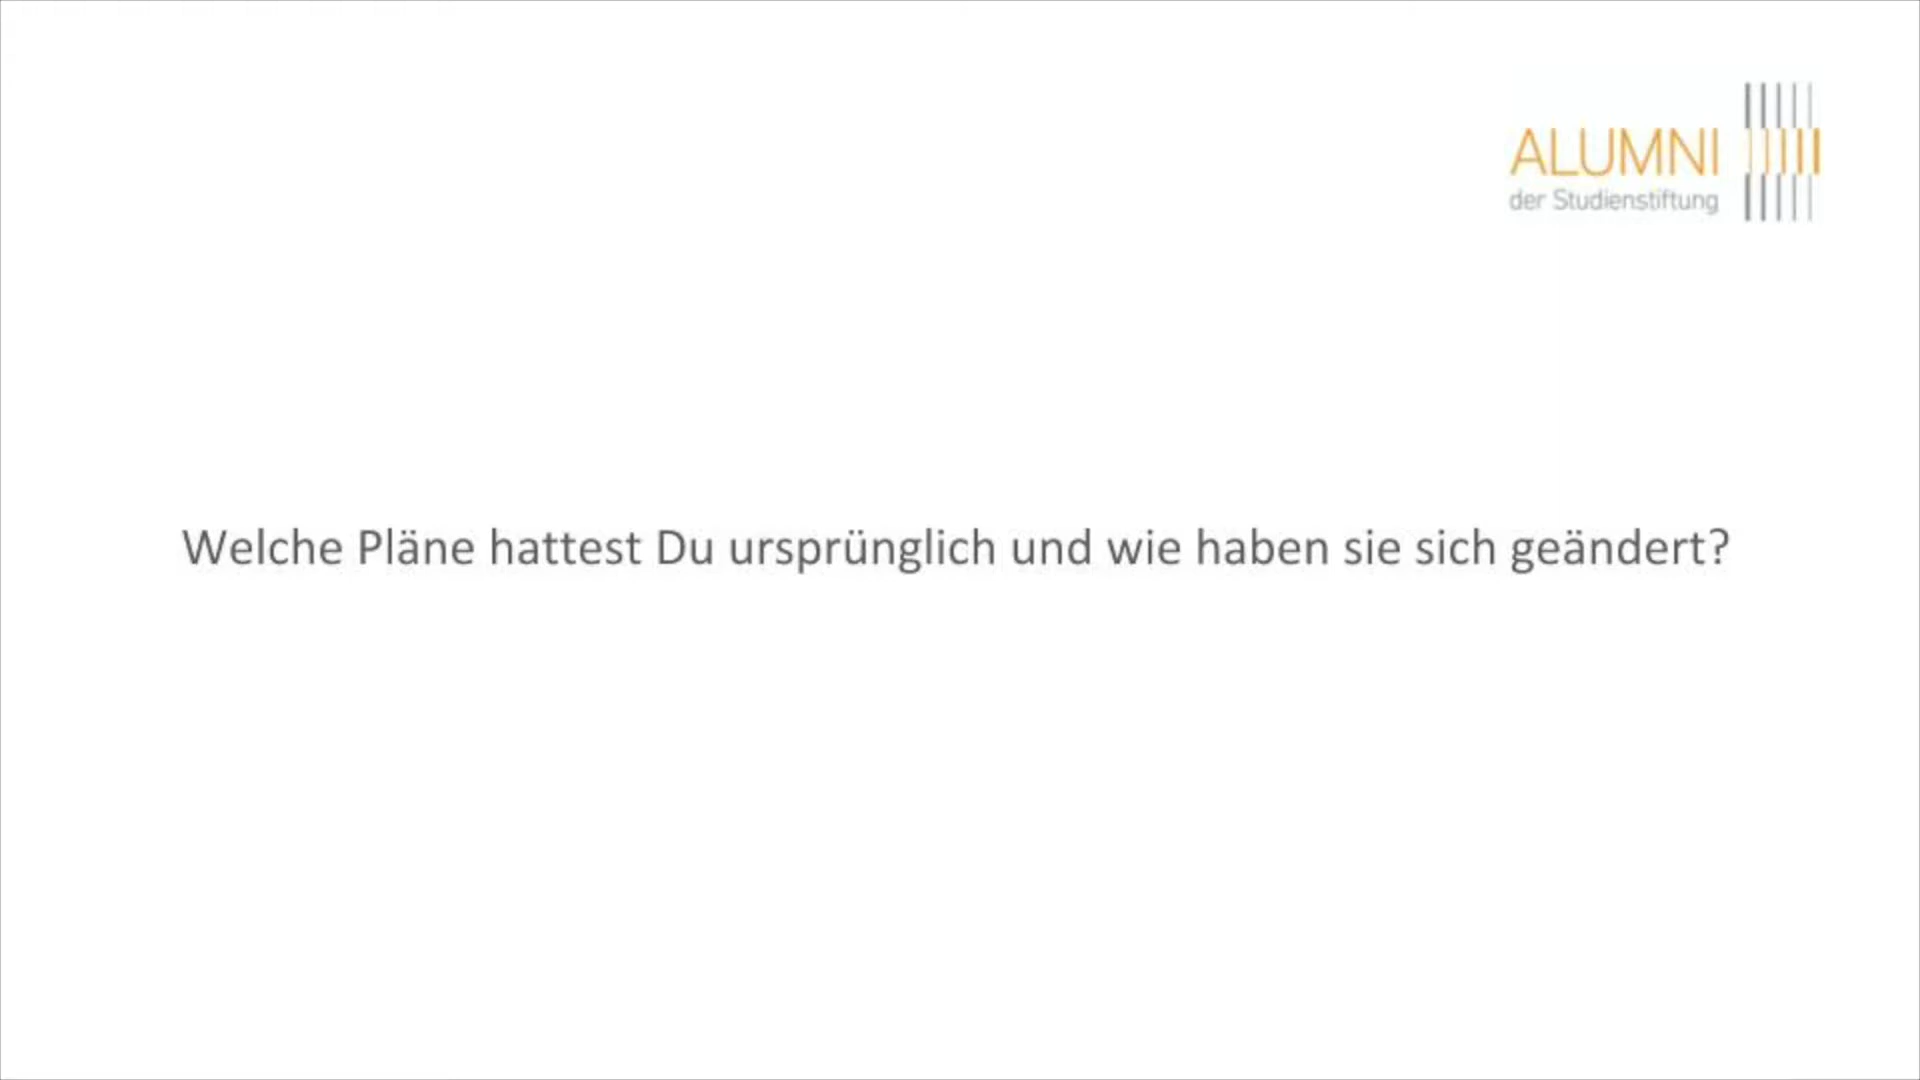 ALUMNI
der Studienstiftung
Welche Pläne hattest Du ursprünglich und wie haben sie sich geändert?